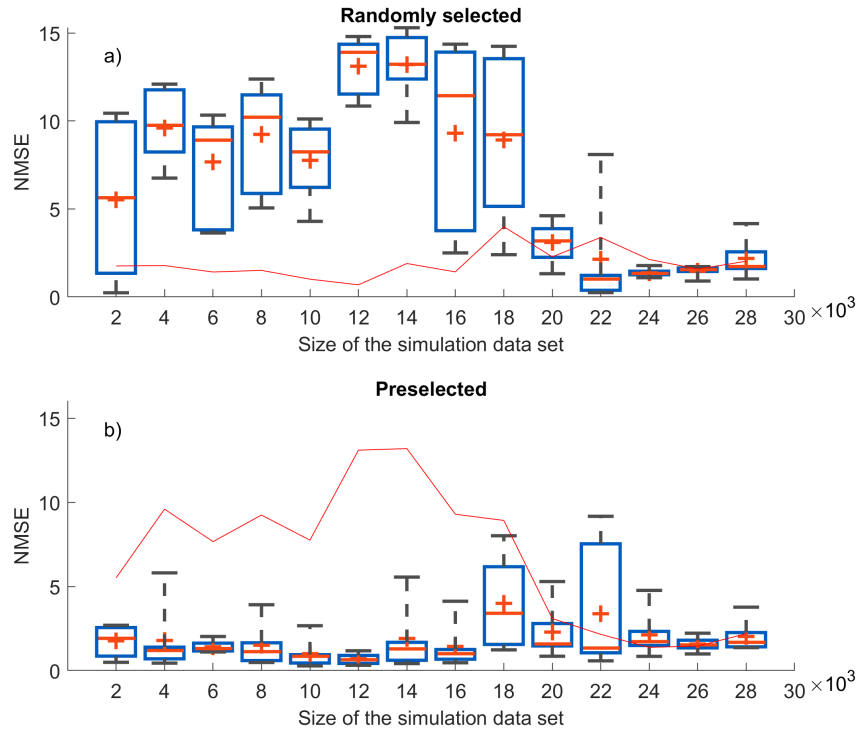 Randomly selected
a)
15
10
5
0
NMSE
2 4 6 8 10 12 14 16 18 20 22 24 26 28 30 ×10³
Size of the simulation data set
Preselected
b)
15
10
5
0
NMSE
2 4 6 8 10 12 14 16 18 20 22 24 26 28 30 ×10³
Size of the simulation data set